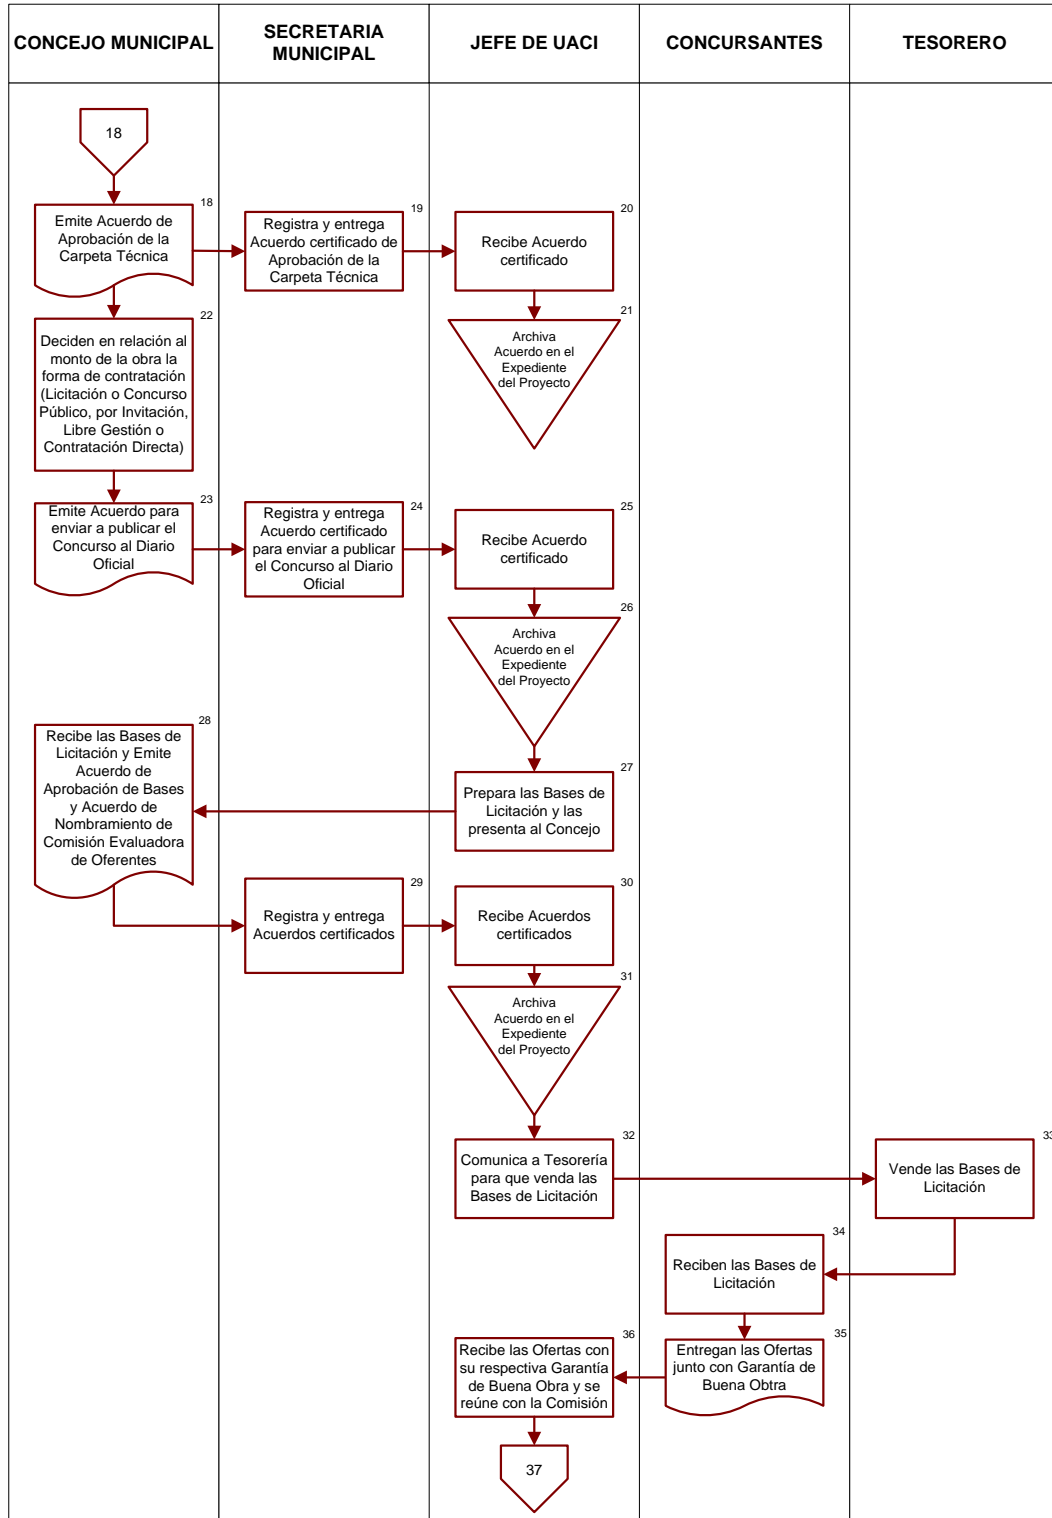 CONCEJO MUNICIPAL
SECRETARIA
MUNICIPAL
JEFE DE UACI
CONCURSANTES
TESORERO
18
18
Emite Acuerdo de
Aprobación de la
Carpeta Técnica
19
Registra y entrega
Acuerdo certificado de
Aprobación de la
Carpeta Técnica
20
Recibe Acuerdo
certificado
21
Archiva
Acuerdo en el
Expediente
del Proyecto
22
Deciden en relación al
monto de la obra la
forma de contratación
(Licitación o Concurso
Público, por Invitación,
Libre Gestión o
Contratación Directa)
23
Emite Acuerdo para
enviar a publicar el
Concurso al Diario
Oficial
24
Registra y entrega
Acuerdo certificado
para enviar a publicar
el Concurso al Diario
Oficial
25
Recibe Acuerdo
certificado
26
Archiva
Acuerdo en el
Expediente
del Proyecto
27
Prepara las Bases de
Licitación y las
presenta al Concejo
28
Recibe las Bases de
Licitación y Emite
Acuerdo de
Aprobación de Bases
y Acuerdo de
Nombramiento de
Comisión Evaluadora
de Oferentes
29
Registra y entrega
Acuerdos certificados
30
Recibe Acuerdos
certificados
31
Archiva
Acuerdo en el
Expediente
del Proyecto
32
Comunica a Tesorería
para que venda las
Bases de Licitación
33
Vende las Bases de
Licitación
34
Reciben las Bases de
Licitación
35
Entregan las Ofertas
junto con Garantía de
Buena Obtra
36
Recibe las Ofertas con
su respectiva Garantía
de Buena Obra y se
reúne con la Comisión
37